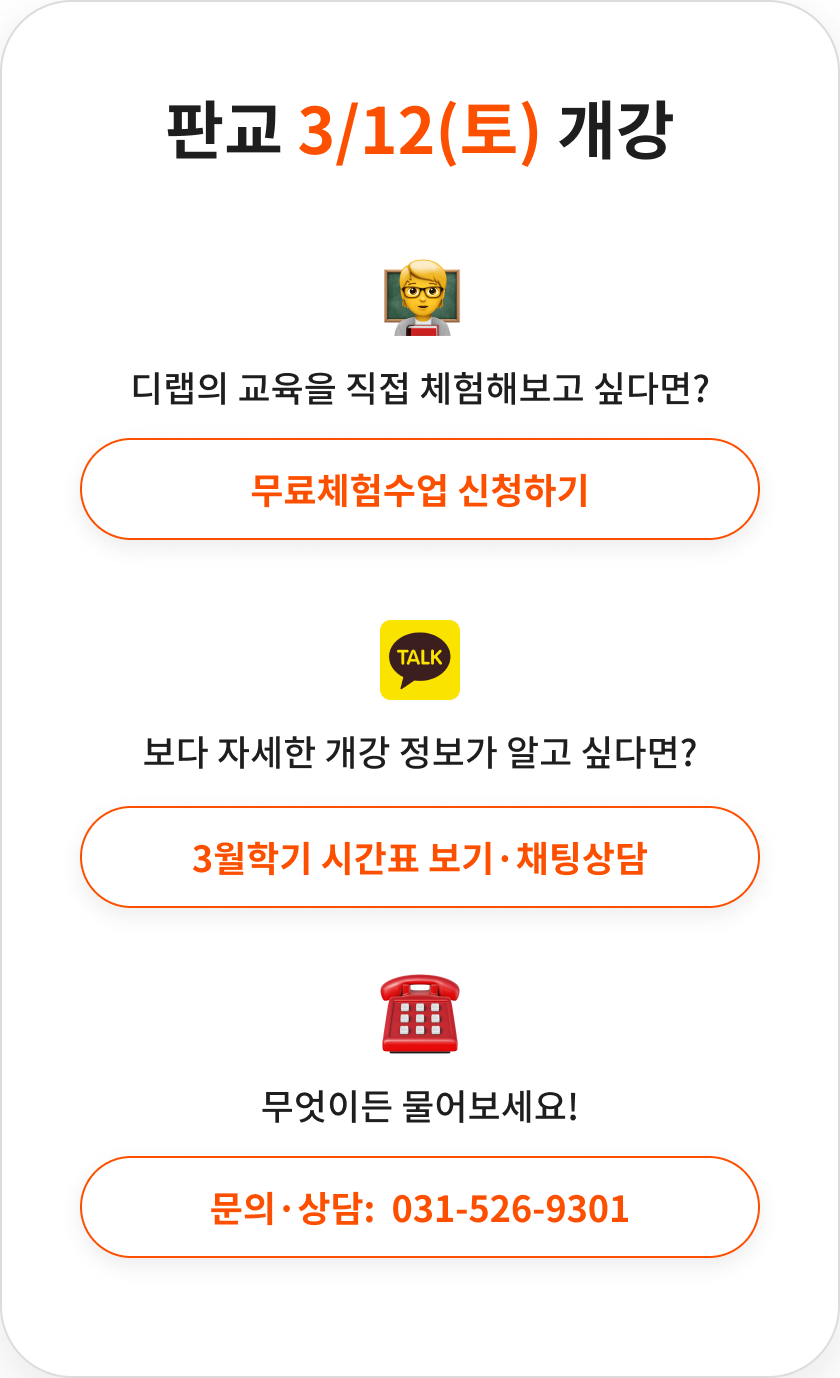 판교 3/12(토) 개강
디랩의 교육을 직접 체험해보고 싶다면?
무료체험수업 신청하기
TALK
보다 자세한 개강 정보가 알고 싶다면?
3월학기 시간표 보기·채팅상담
무엇이든 물어보세요!
문의·상담: 031-526-9301